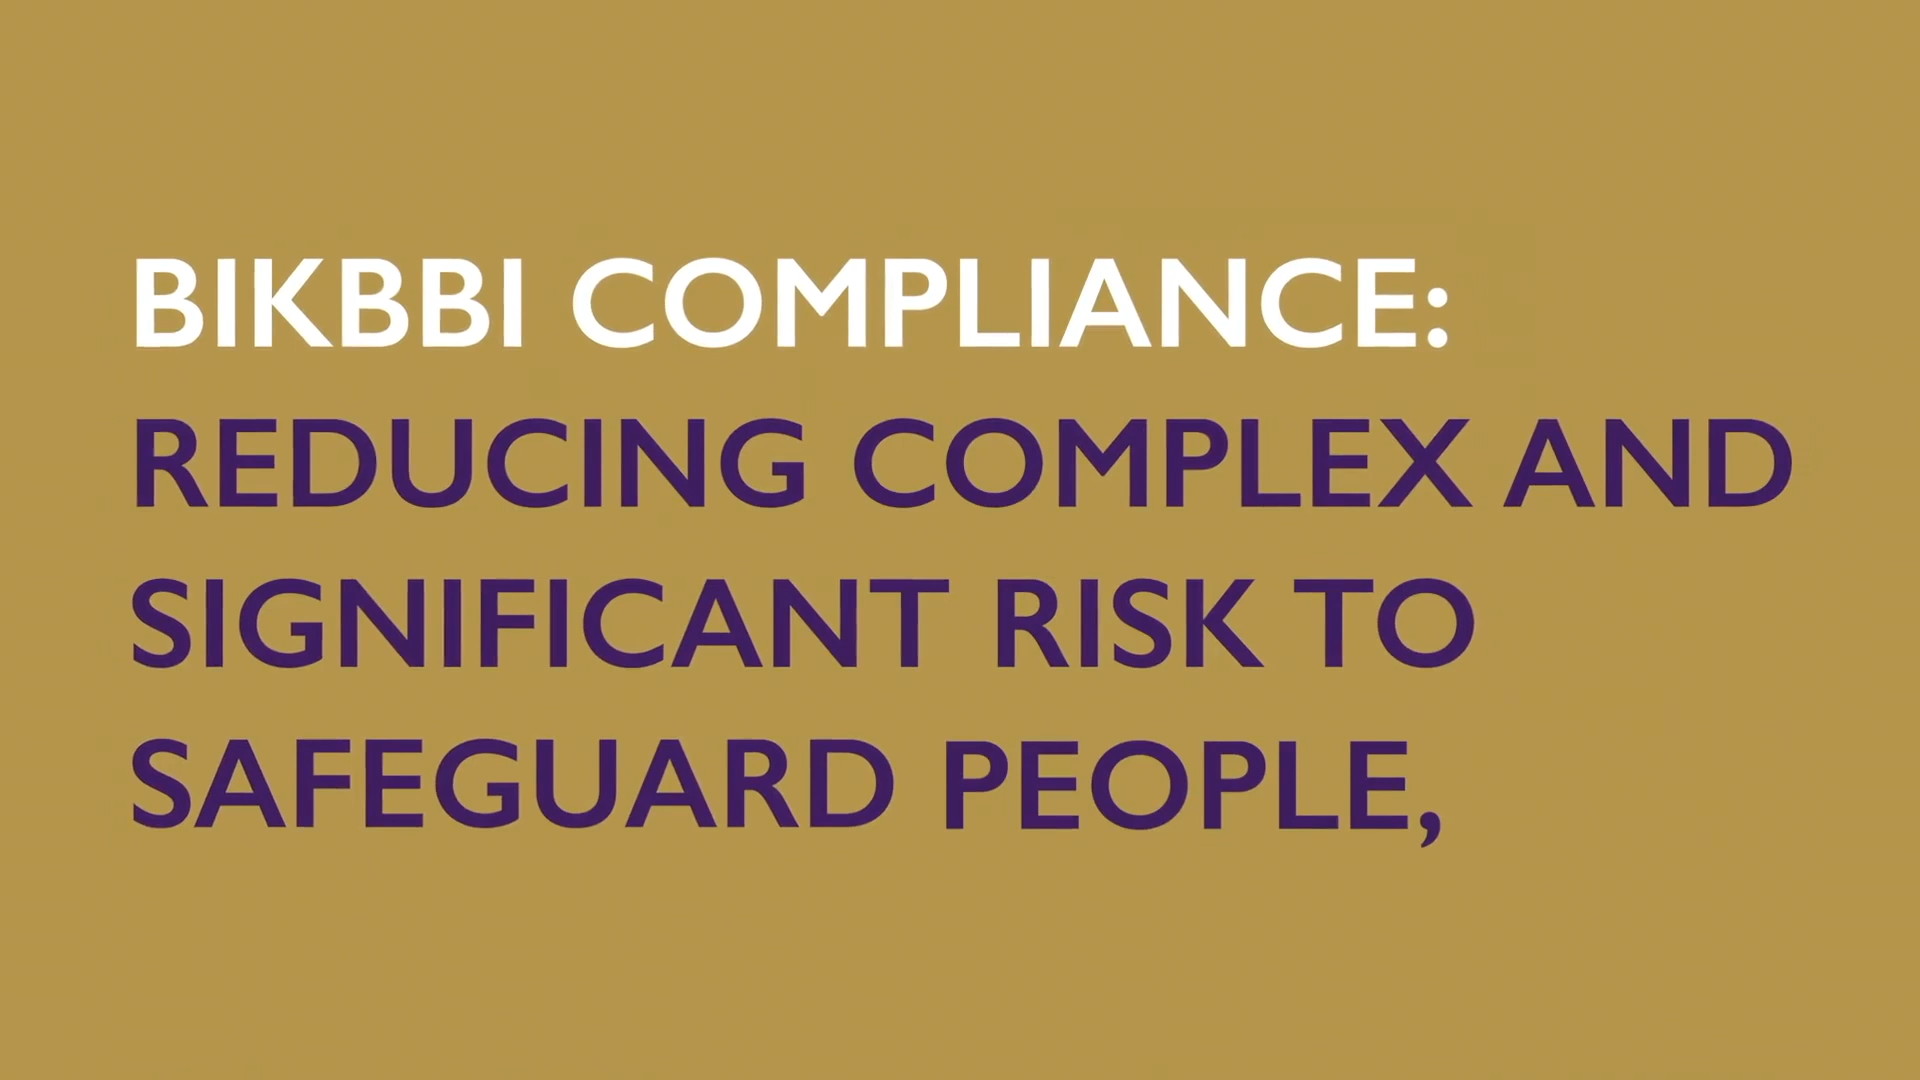 BIKBBI COMPLIANCE:
REDUCING COMPLEX AND
SIGNIFICANT RISK TO
SAFEGUARD PEOPLE,